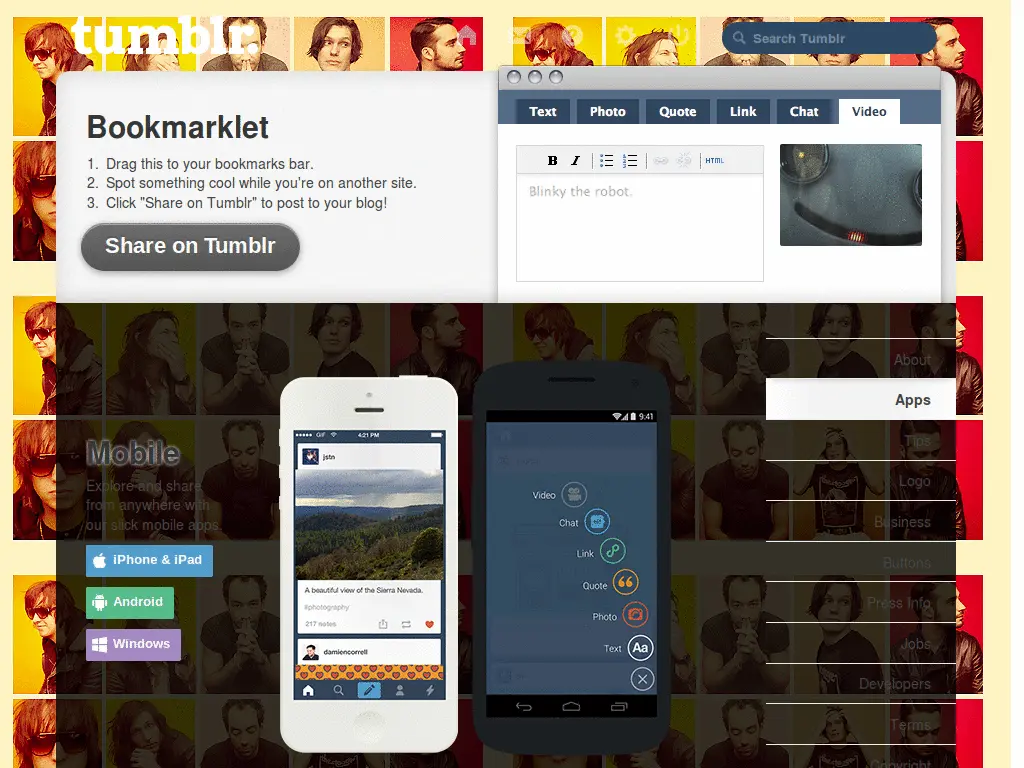 tumblr.
Search Tumblr
Bookmarklet
1. Drag this to your bookmarks bar.
2. Spot something cool while you're on another site.
3. Click "Share on Tumblr" to post to your blog!
Share on Tumblr
Text Photo Quote Link Chat Video
B I HTML
Blinky the robot.
About
Apps
Tips
Logo
Business
Buttons
Press Info
Jobs
Developers
Terms
Copyright
Mobile
Explore and share
from anywhere with
our slick mobile apps.
iPhone & iPad
Android
Windows
GIF 4:21 PM
jstn
A beautiful view of the Sierra Nevada.
#photography
217 notes
damiencorrell
9:41
Video
Chat
Link
Quote
Photo
Text Aa